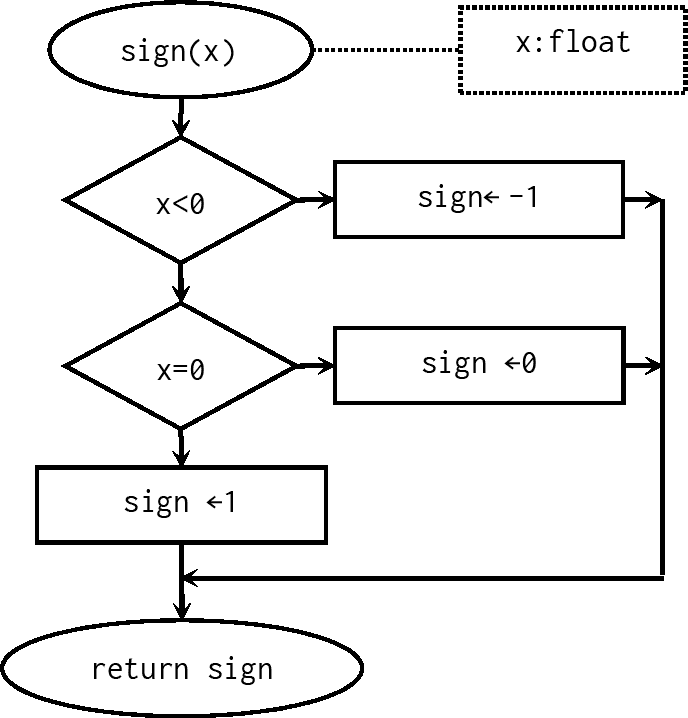 sign(x)
x:float
x<0
sign← -1
x=0
sign ←0
sign ←1
return sign